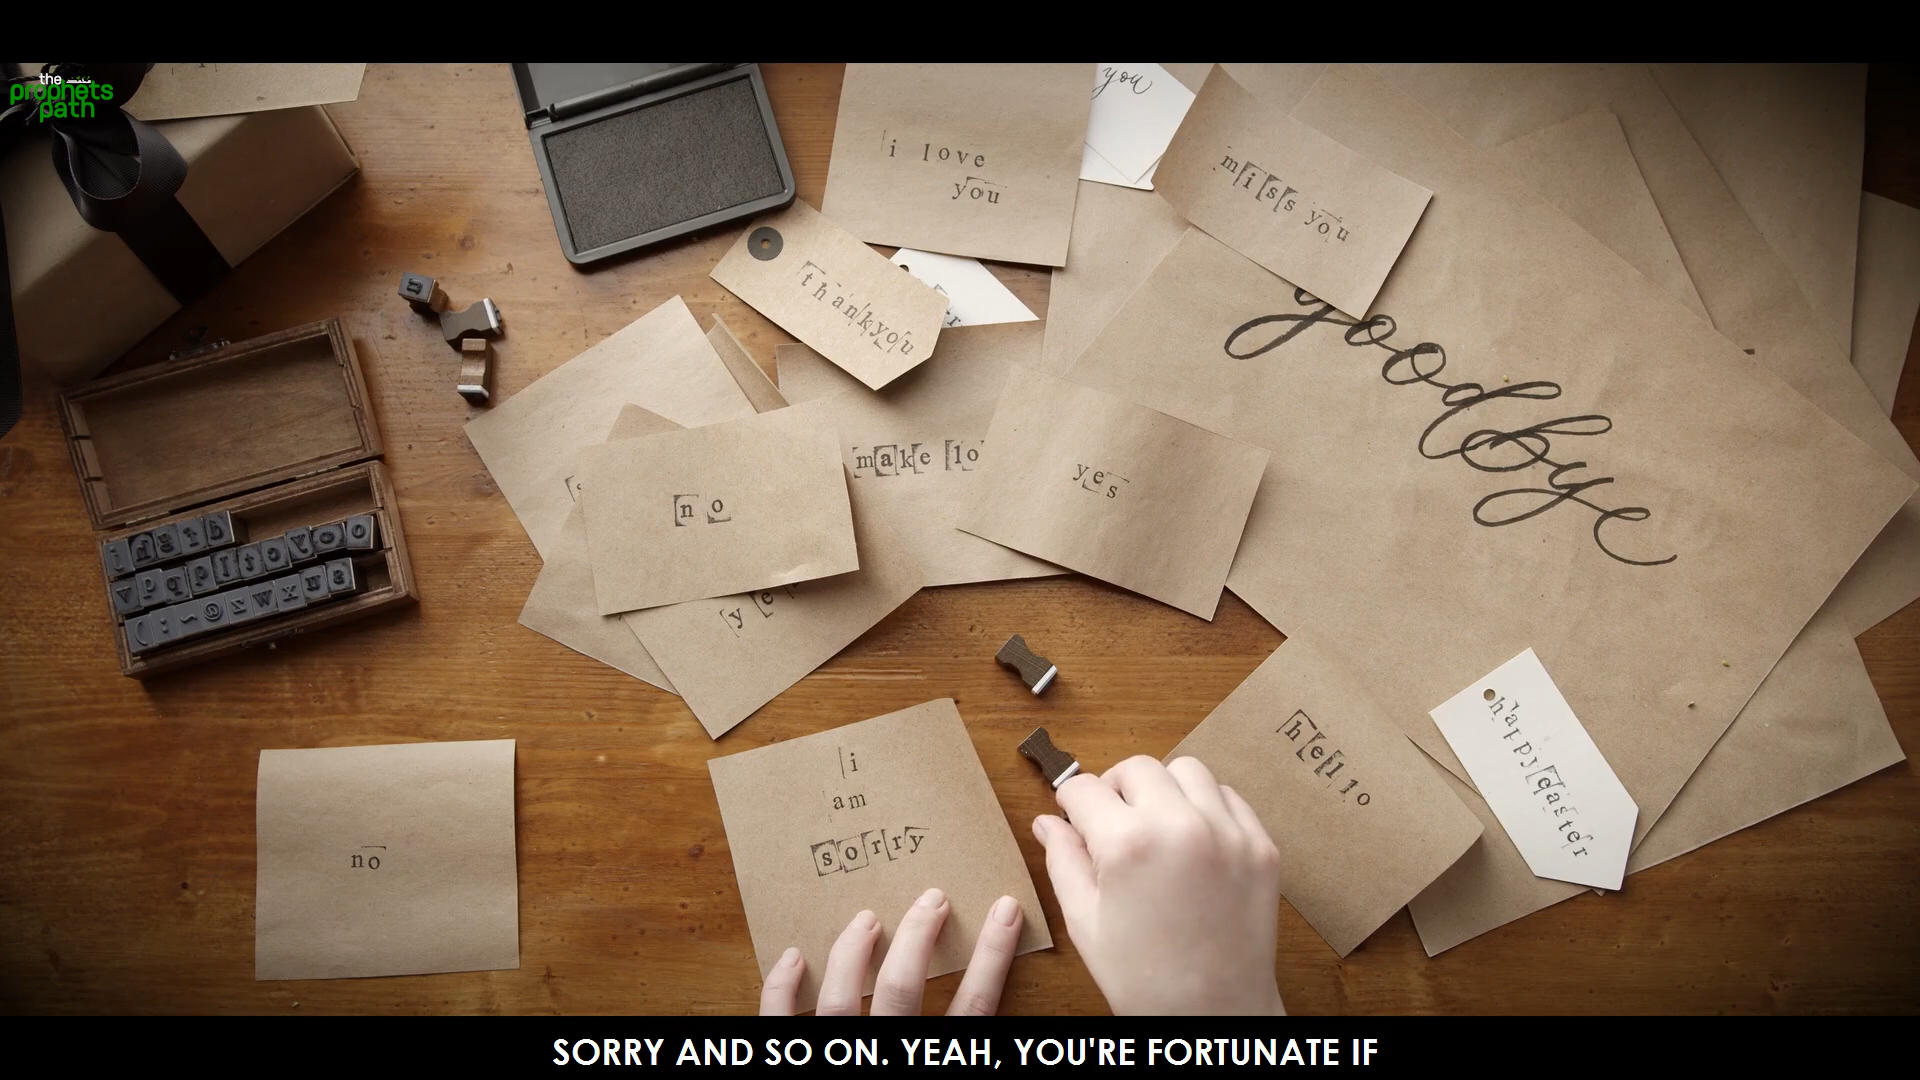 the
prophets
path
you
i love
you
miss you
thankyou
goodbye
make lo
yes
no
ye
hello
happy easter
i
am
sorry
no
SORRY AND SO ON. YEAH, YOU'RE FORTUNATE IF